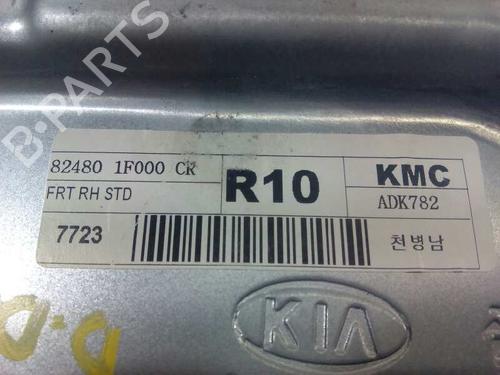 B-PARTS
82480 1F000 CR
R10
KMC
FRT RH STD
ADK782
7723
천병남
KIA
D-D